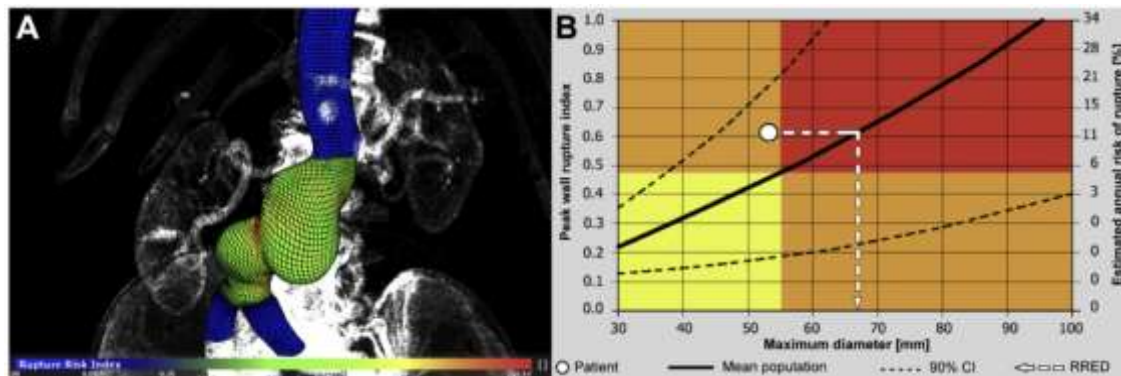 A
Rupture Risk Index
B
Peak wall rupture index
1.0
0.9
0.8
0.7
0.6
0.5
0.4
0.3
0.2
0.1
0.0
34
28
21
15
11
6
3
0
0
0
0
Estimated annual risk of rupture [%]
30 40 50 60 70 80 90 100
Maximum diameter [mm]
Patient Mean population 90% CI RRED